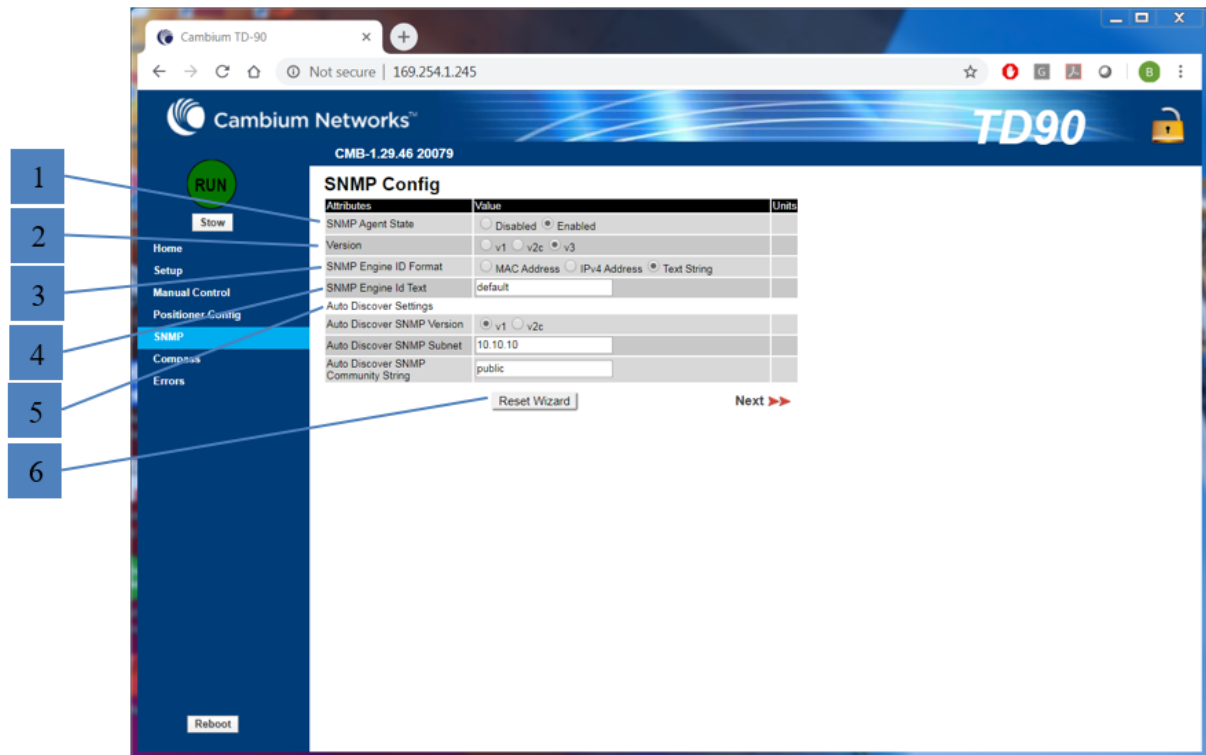 Cambium TD-90
Not secure | 169.254.1.245
B
Cambium Networks™
TD90
CMB-1.29.46 20079
1
2
3
4
5
6
RUN
Stow
Home
Setup
Manual Control
Positioner Config
SNMP
Compass
Errors
Reboot
SNMP Config
Attributes Value Units
SNMP Agent State Disabled Enabled
Version v1 v2c v3
SNMP Engine ID Format MAC Address IPv4 Address Text String
SNMP Engine Id Text default
Auto Discover Settings
Auto Discover SNMP Version v1 v2c
Auto Discover SNMP Subnet 10.10.10
Auto Discover SNMP
Community String public
Reset Wizard Next